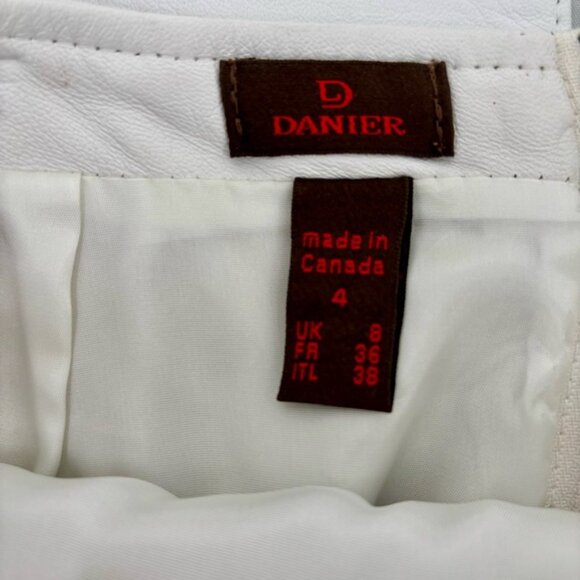 D
DANIER
made in
Canada
4
UK 8
FR 36
ITL 38